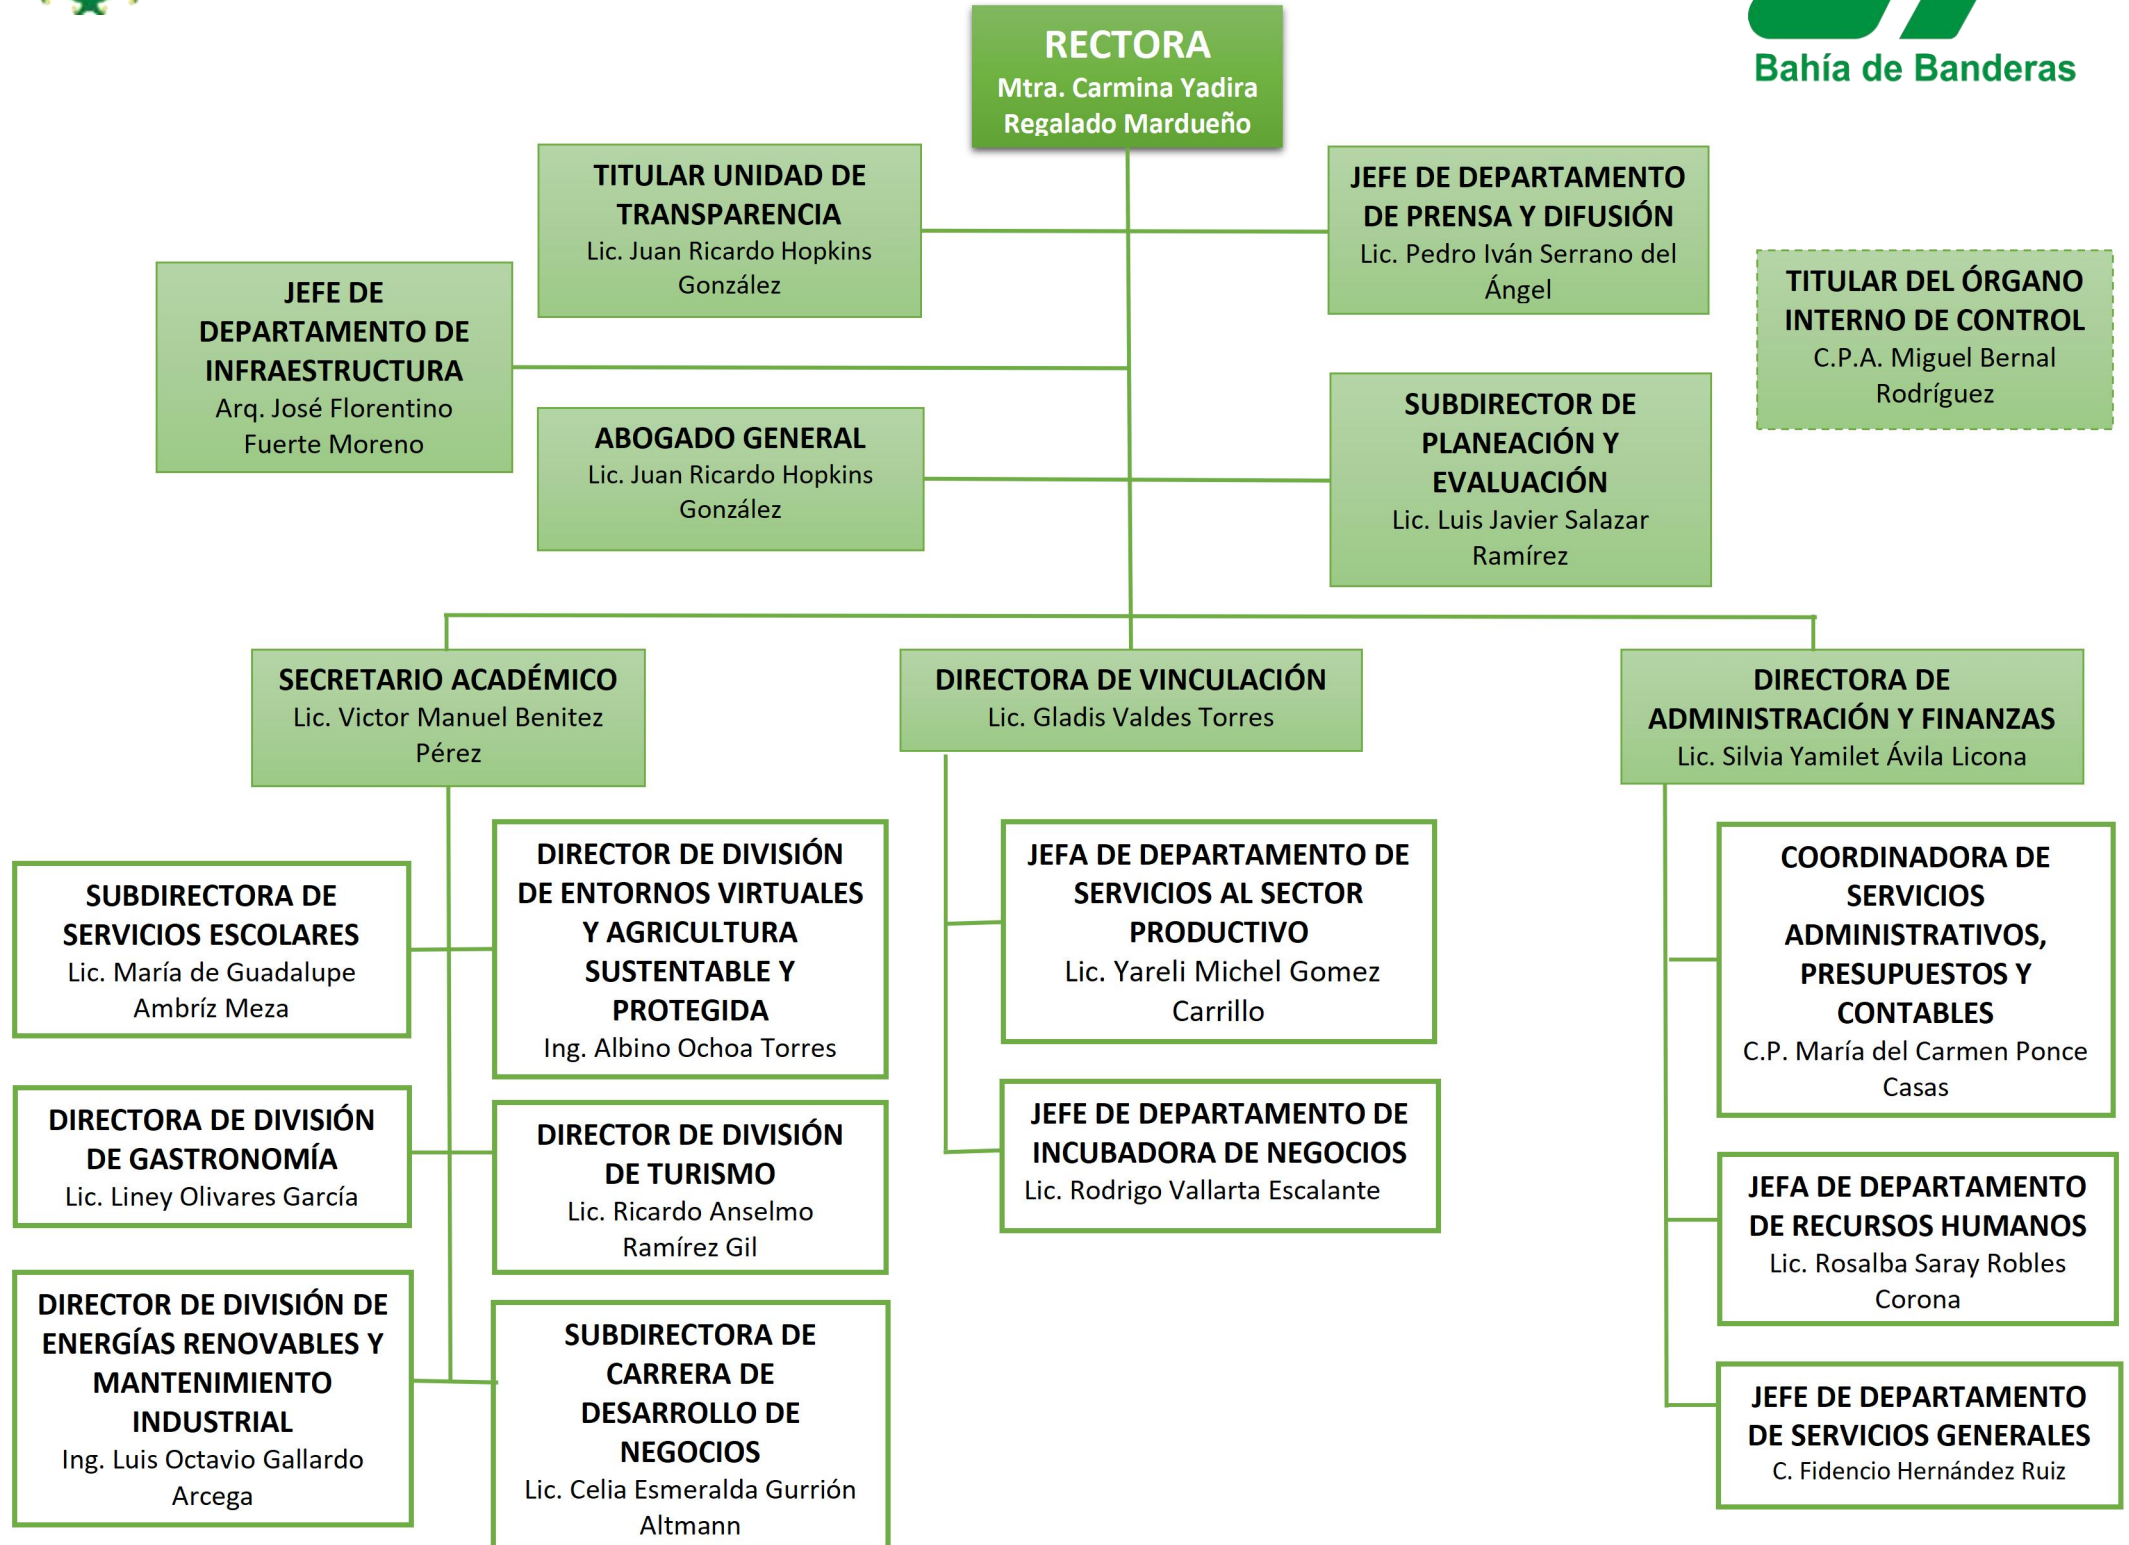 Bahía de Banderas
RECTORA
Mtra. Carmina Yadira
Regalado Mardueño
TITULAR UNIDAD DE
TRANSPARENCIA
Lic. Juan Ricardo Hopkins
González
JEFE DE DEPARTAMENTO
DE PRENSA Y DIFUSIÓN
Lic. Pedro Iván Serrano del
Ángel
TITULAR DEL ÓRGANO
INTERNO DE CONTROL
C.P.A. Miguel Bernal
Rodríguez
JEFE DE
DEPARTAMENTO DE
INFRAESTRUCTURA
Arq. José Florentino
Fuerte Moreno
ABOGADO GENERAL
Lic. Juan Ricardo Hopkins
González
SUBDIRECTOR DE
PLANEACIÓN Y
EVALUACIÓN
Lic. Luis Javier Salazar
Ramírez
SECRETARIO ACADÉMICO
Lic. Victor Manuel Benitez
Pérez
DIRECTORA DE VINCULACIÓN
Lic. Gladis Valdes Torres
DIRECTORA DE
ADMINISTRACIÓN Y FINANZAS
Lic. Silvia Yamilet Ávila Licona
SUBDIRECTORA DE
SERVICIOS ESCOLARES
Lic. María de Guadalupe
Ambríz Meza
DIRECTOR DE DIVISIÓN
DE ENTORNOS VIRTUALES
Y AGRICULTURA
SUSTENTABLE Y
PROTEGIDA
Ing. Albino Ochoa Torres
JEFA DE DEPARTAMENTO DE
SERVICIOS AL SECTOR
PRODUCTIVO
Lic. Yareli Michel Gomez
Carrillo
COORDINADORA DE
SERVICIOS
ADMINISTRATIVOS,
PRESUPUESTOS Y
CONTABLES
C.P. María del Carmen Ponce
Casas
DIRECTORA DE DIVISIÓN
DE GASTRONOMÍA
Lic. Liney Olivares García
DIRECTOR DE DIVISIÓN
DE TURISMO
Lic. Ricardo Anselmo
Ramírez Gil
JEFE DE DEPARTAMENTO DE
INCUBADORA DE NEGOCIOS
Lic. Rodrigo Vallarta Escalante
JEFA DE DEPARTAMENTO
DE RECURSOS HUMANOS
Lic. Rosalba Saray Robles
Corona
DIRECTOR DE DIVISIÓN DE
ENERGÍAS RENOVABLES Y
MANTENIMIENTO
INDUSTRIAL
Ing. Luis Octavio Gallardo
Arcega
SUBDIRECTORA DE
CARRERA DE
DESARROLLO DE
NEGOCIOS
Lic. Celia Esmeralda Gurrión
Altmann
JEFE DE DEPARTAMENTO
DE SERVICIOS GENERALES
C. Fidencio Hernández Ruiz